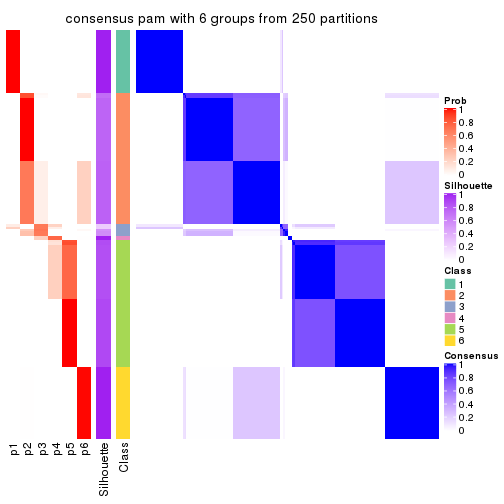 consensus pam with 6 groups from 250 partitions
Prob
1
0.8
0.6
0.4
0.2
0
Silhouette
1
0.8
0.6
0.4
0.2
0
Class
1
2
3
4
5
6
Consensus
1
0.8
0.6
0.4
0.2
0
p1
p2
p3
p4
p5
p6
Silhouette
Class